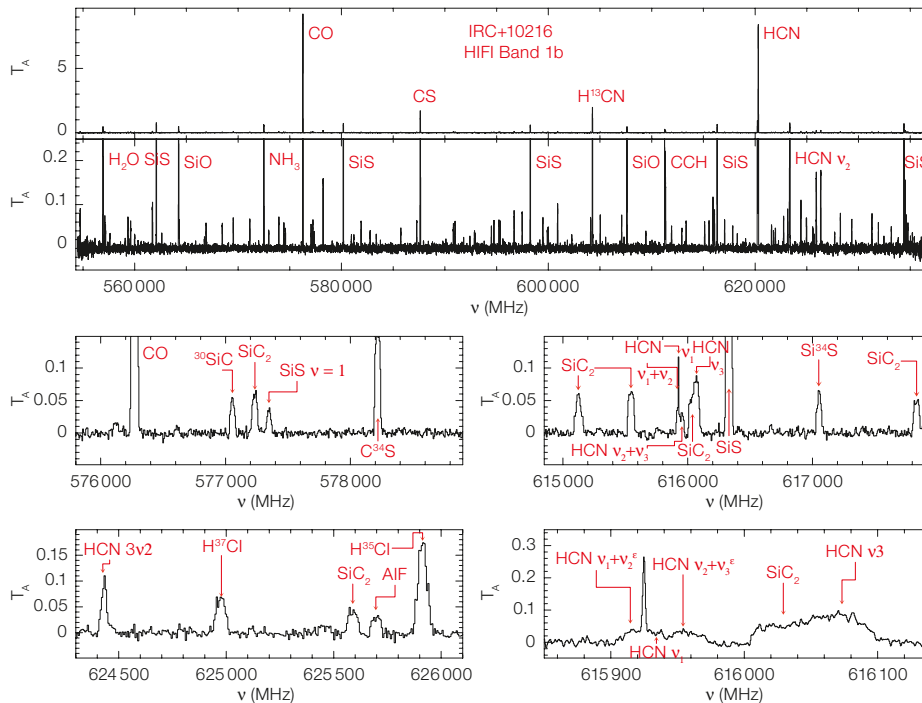 IRC+10216
HIFI Band 1b
CO
CS
H¹³CN
HCN
T_A
5
0
H₂O SiS
SiO
NH₃
SiS
SiS
SiO
CCH
SiS
HCN ν₂
SiS
T_A
0.2
0.1
0
560 000 580 000 600 000 620 000
ν (MHz)
CO
³⁰SiC
SiC₂
SiS ν = 1
C³⁴S
T_A
0.1
0.05
0
576 000 577 000 578 000
ν (MHz)
HCN ν₁ HCN
ν₁+ν₂ ν₃
SiC₂
Si³⁴S
SiC₂
HCN ν₂+ν₃
SiC₂
SiS
T_A
0.1
0.05
0
615 000 616 000 617 000
ν (MHz)
HCN 3ν2
H³⁷Cl
SiC₂
AlF
H³⁵Cl
T_A
0.15
0.1
0.05
0
624 500 625 000 625 500 626 000
ν (MHz)
HCN ν₁+ν₂ᵋ
HCN ν₂+ν₃ᵋ
SiC₂
HCN ν3
HCN ν₁
T_A
0.3
0.2
0.1
0
615 900 616 000 616 100
ν (MHz)